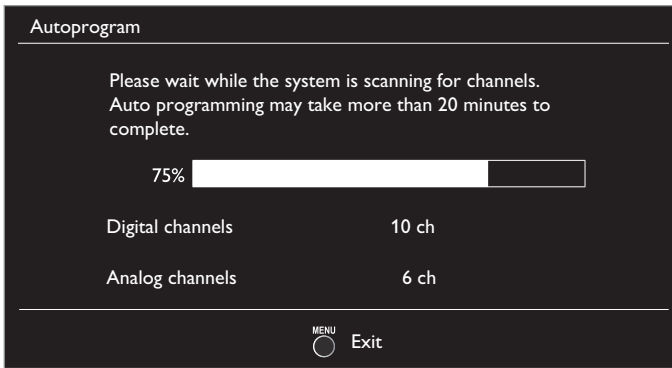 Autoprogram
Please wait while the system is scanning for channels.
Auto programming may take more than 20 minutes to
complete.
75%
Digital channels 10 ch
Analog channels 6 ch
MENU Exit